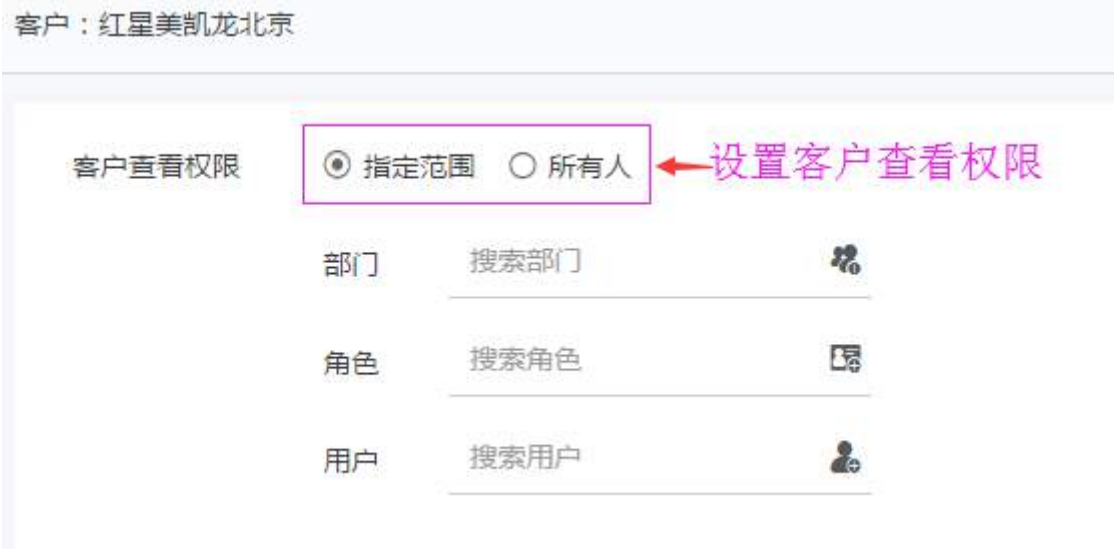 客户：红星美凯龙北京
客户查看权限 指定范围 所有人 设置客户查看权限
部门 搜索部门
角色 搜索角色
用户 搜索用户